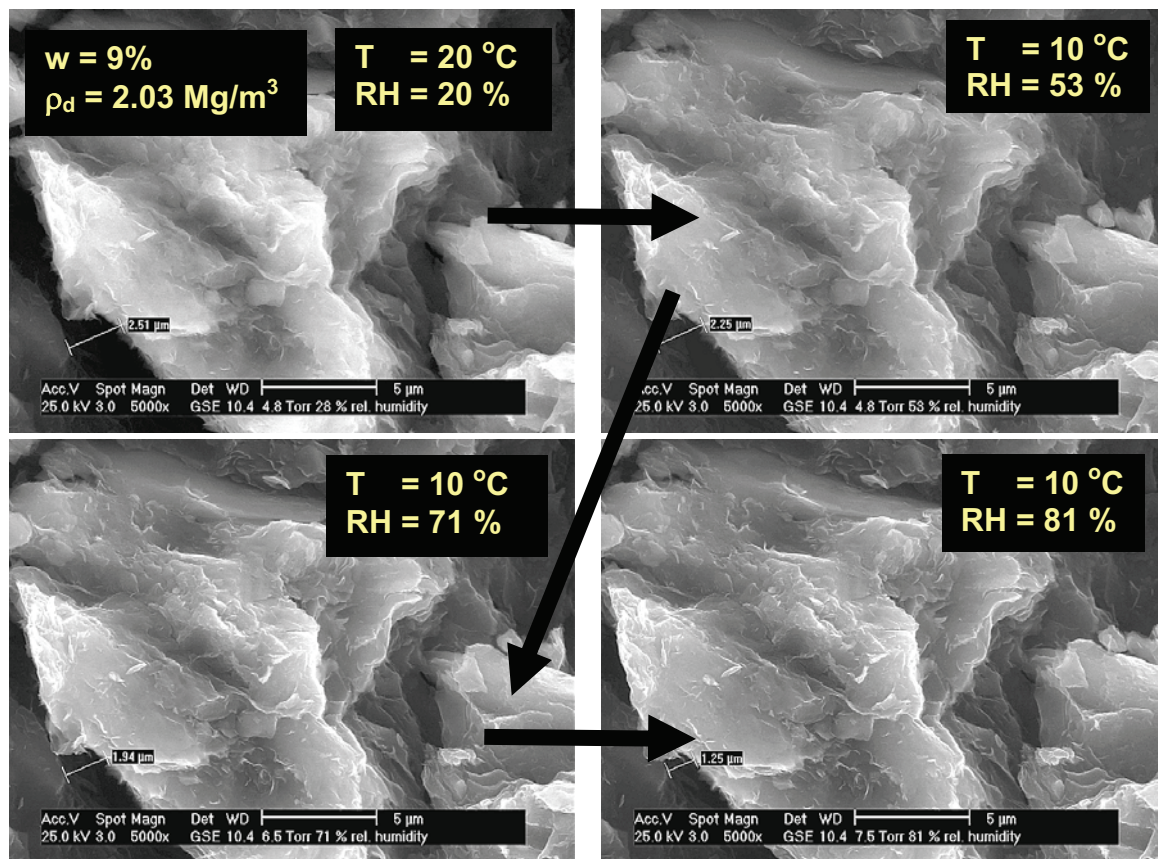 w = 9%
ρd = 2.03 Mg/m³
T = 20 °C
RH = 20 %
2.51 µm
Acc.V Spot Magn Det WD 5 µm
25.0 kV 3.0 5000x GSE 10.4 4.8 Torr 28 % rel. humidity
T = 10 °C
RH = 53 %
2.25 µm
Acc.V Spot Magn Det WD 5 µm
25.0 kV 3.0 5000x GSE 10.4 4.8 Torr 53 % rel. humidity
T = 10 °C
RH = 71 %
1.94 µm
Acc.V Spot Magn Det WD 5 µm
25.0 kV 3.0 5000x GSE 10.4 6.5 Torr 71 % rel. humidity
T = 10 °C
RH = 81 %
1.25 µm
Acc.V Spot Magn Det WD 5 µm
25.0 kV 3.0 5000x GSE 10.4 7.5 Torr 81 % rel. humidity